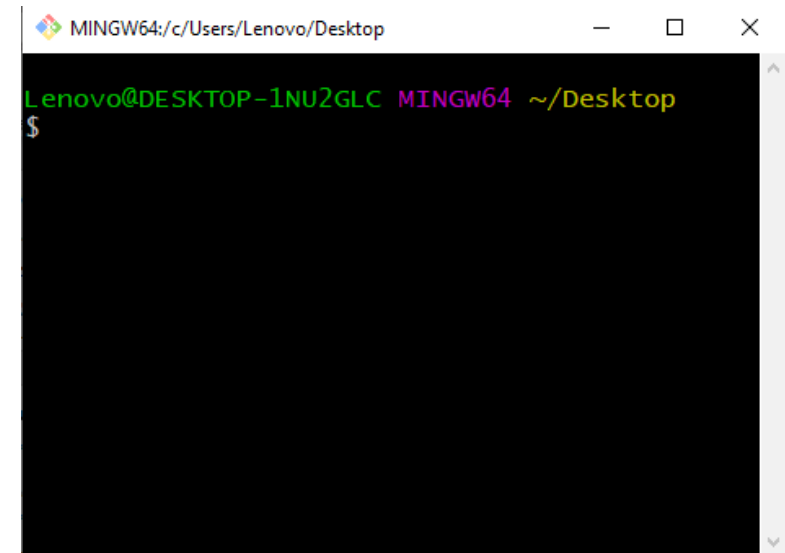 MINGW64:/c/Users/Lenovo/Desktop
Lenovo@DESKTOP-1NU2GLC MINGW64 ~/Desktop
$